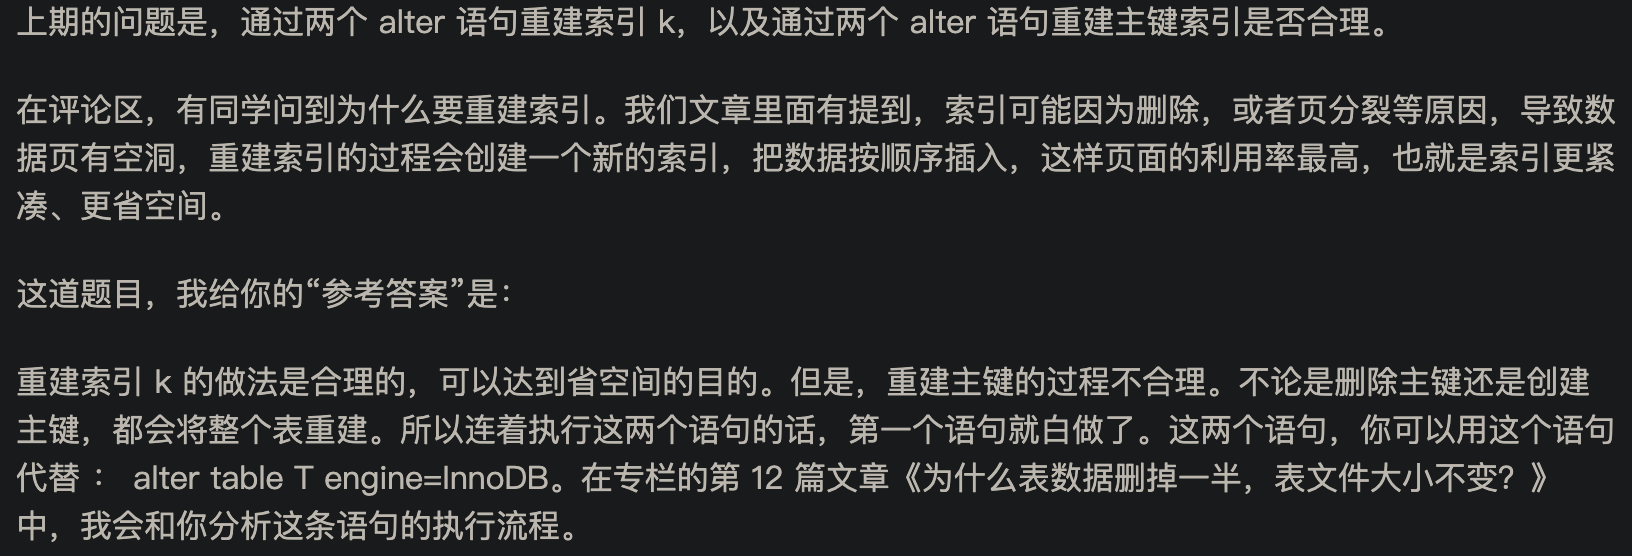 上期的问题是，通过两个 alter 语句重建索引 k，以及通过两个 alter 语句重建主键索引是否合理。
在评论区，有同学问到为什么要重建索引。我们文章里面有提到，索引可能因为删除，或者页分裂等原因，导致数
据页有空洞，重建索引的过程会创建一个新的索引，把数据按顺序插入，这样页面的利用率最高，也就是索引更紧
凑、更省空间。
这道题目，我给你的“参考答案”是：
重建索引 k 的做法是合理的，可以达到省空间的目的。但是，重建主键的过程不合理。不论是删除主键还是创建
主键，都会将整个表重建。所以连着执行这两个语句的话，第一个语句就白做了。这两个语句，你可以用这个语句
代替 ： alter table T engine=InnoDB。在专栏的第 12 篇文章《为什么表数据删掉一半，表文件大小不变？》
中，我会和你分析这条语句的执行流程。